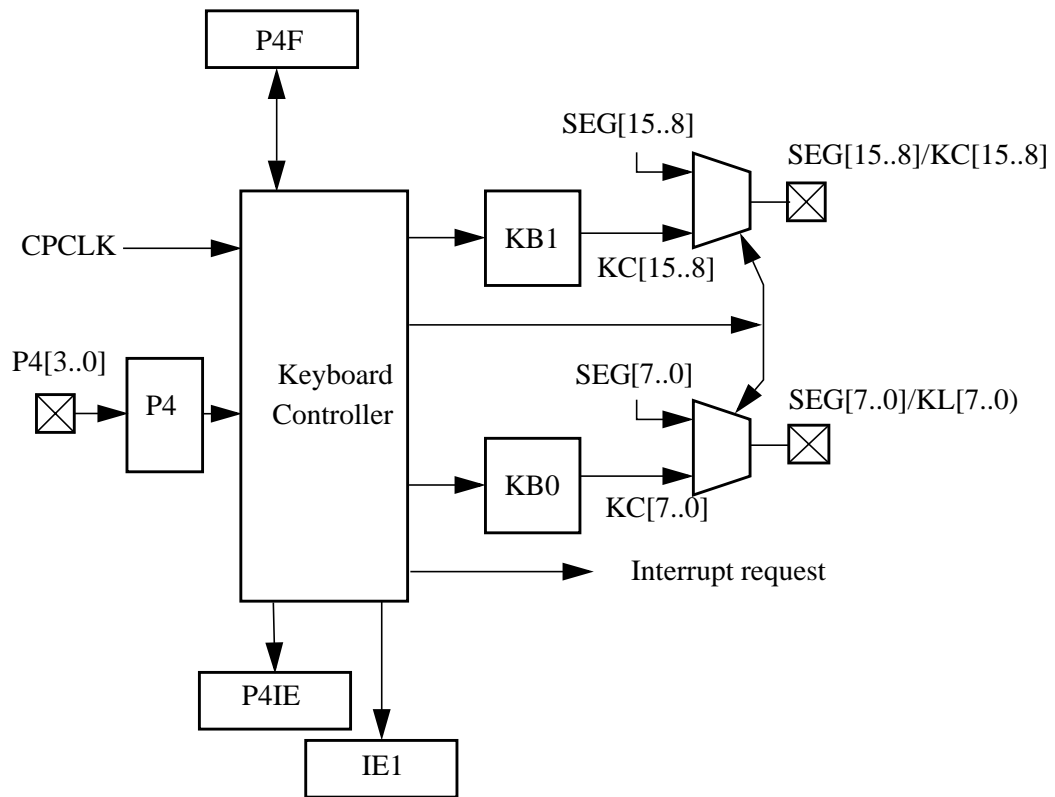 P4F
SEG[15..8]
SEG[15..8]/KC[15..8]
CPCLK
KB1
KC[15..8]
P4[3..0]
P4
Keyboard
Controller
SEG[7..0]
SEG[7..0]/KL[7..0)
KB0
KC[7..0]
Interrupt request
P4IE
IE1